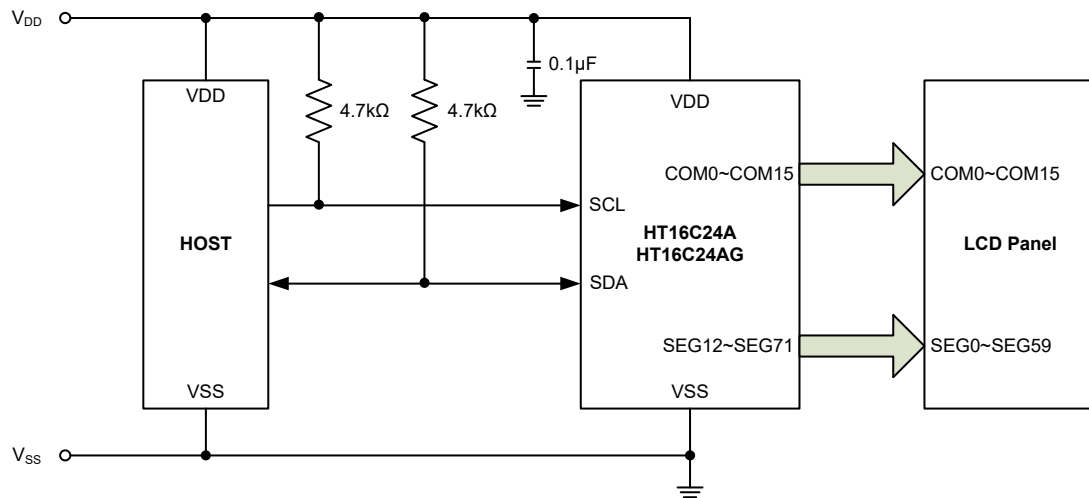 VDD
VDD
4.7kΩ
4.7kΩ
0.1µF
VDD
COM0~COM15
COM0~COM15
SCL
HOST
HT16C24A
HT16C24AG
LCD Panel
SDA
SEG12~SEG71
SEG0~SEG59
VSS
VSS
VSS